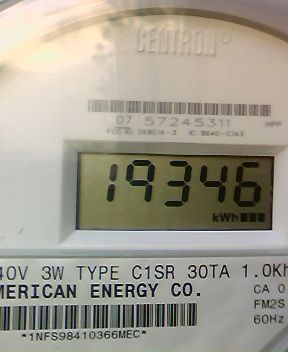 CENTRON®
07 57245311
19346
kWh
40V 3W TYPE C1SR 30TA 1.0Kh
MERICAN ENERGY CO.
CA 0
FM2S
60Hz
*1NFS98410366MEC*